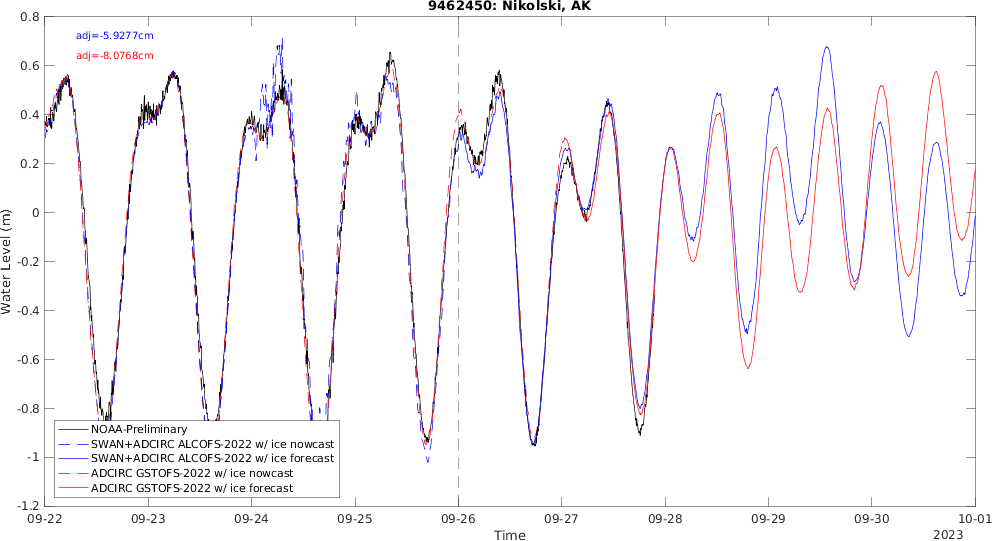 9462450: Nikolski, AK
adj=-5.9277cm
adj=-8.0768cm
Water Level (m)
0.8
0.6
0.4
0.2
0
-0.2
-0.4
-0.6
-0.8
-1
-1.2
NOAA-Preliminary
SWAN+ADCIRC ALCOFS-2022 w/ ice nowcast
SWAN+ADCIRC ALCOFS-2022 w/ ice forecast
ADCIRC GSTOFS-2022 w/ ice nowcast
ADCIRC GSTOFS-2022 w/ ice forecast
09-22 09-23 09-24 09-25 09-26 09-27 09-28 09-29 09-30 10-01
Time
2023